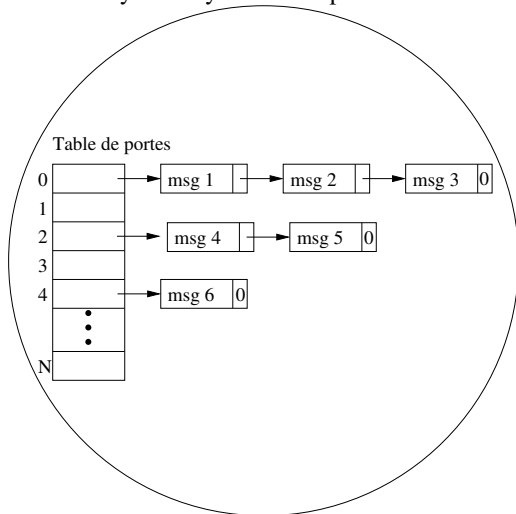 Table de portes
0 msg 1 msg 2 msg 3 0
1
2 msg 4 msg 5 0
3
4 msg 6 0
N